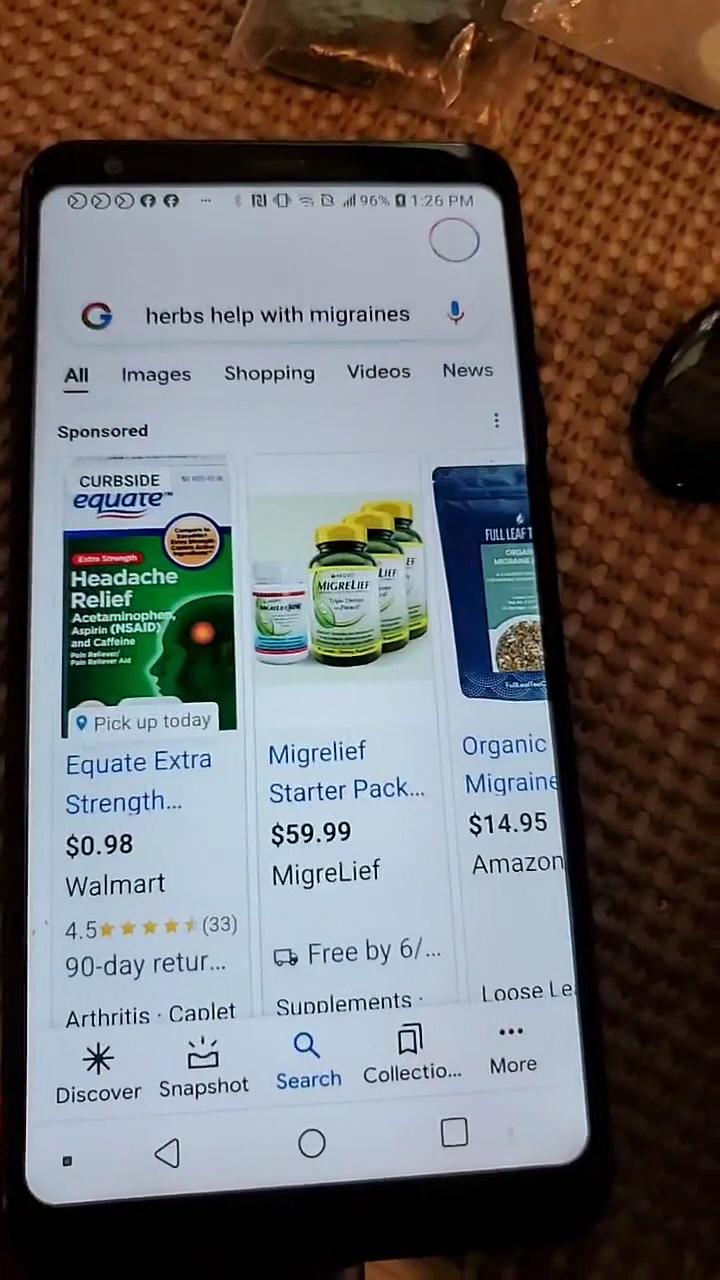 96% 1:26 PM
herbs help with migraines
All Images Shopping Videos News
Sponsored
CURBSIDE
equate™
Extra Strength
Headache
Relief
Acetaminophen,
Aspirin (NSAID)
and Caffeine
Pain Reliever/
Pain Reliever Aid
Pick up today
Equate Extra
Strength...
$0.98
Walmart
4.5 (33)
90-day retur...
Arthritis · Caplet
MIGRELIEF
Migrelief
Starter Pack...
$59.99
MigreLief
Free by 6/...
Supplements ·
FULL LEAF T
Organic
Migraine
$14.95
Amazon
Loose Le
Discover Snapshot Search Collectio... More